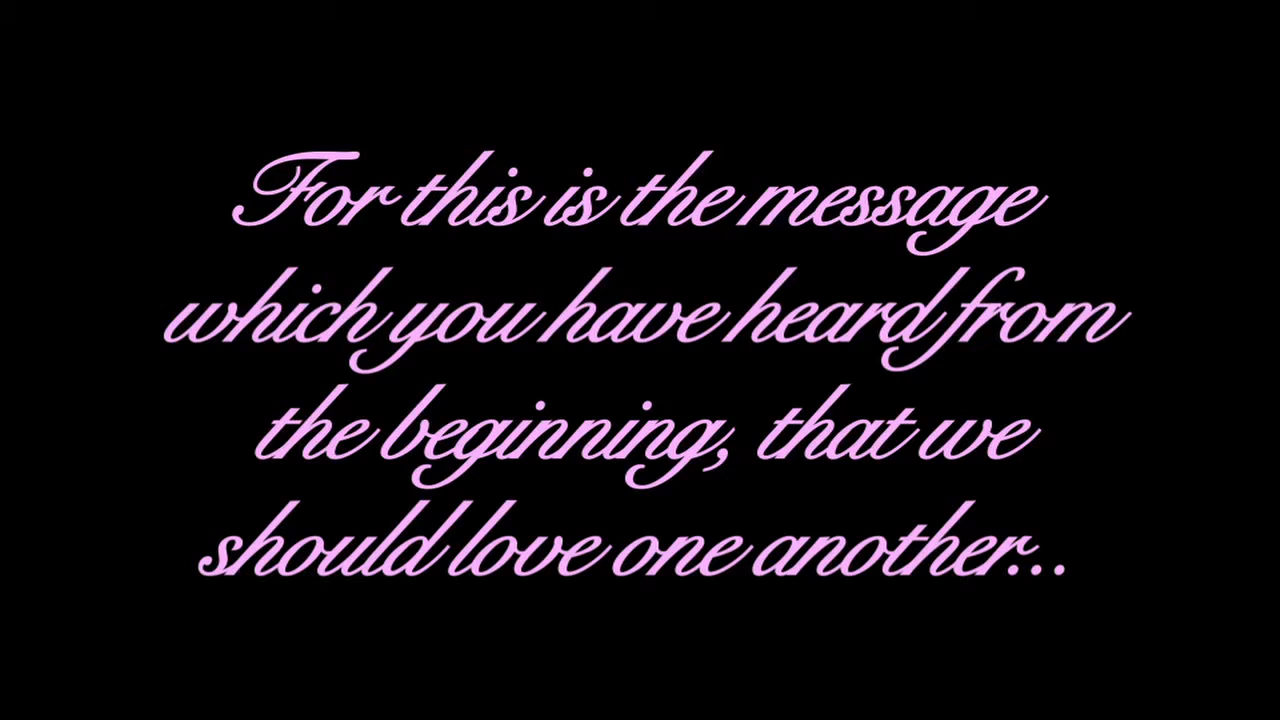 For this is the message
which you have heard from
the beginning, that we
should love one another...